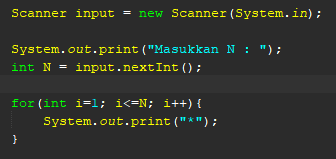 Scanner input = new Scanner(System.in);
System.out.print("Masukkan N : ");
int N = input.nextInt();
for(int i=1; i<=N; i++){
System.out.print("*");
}